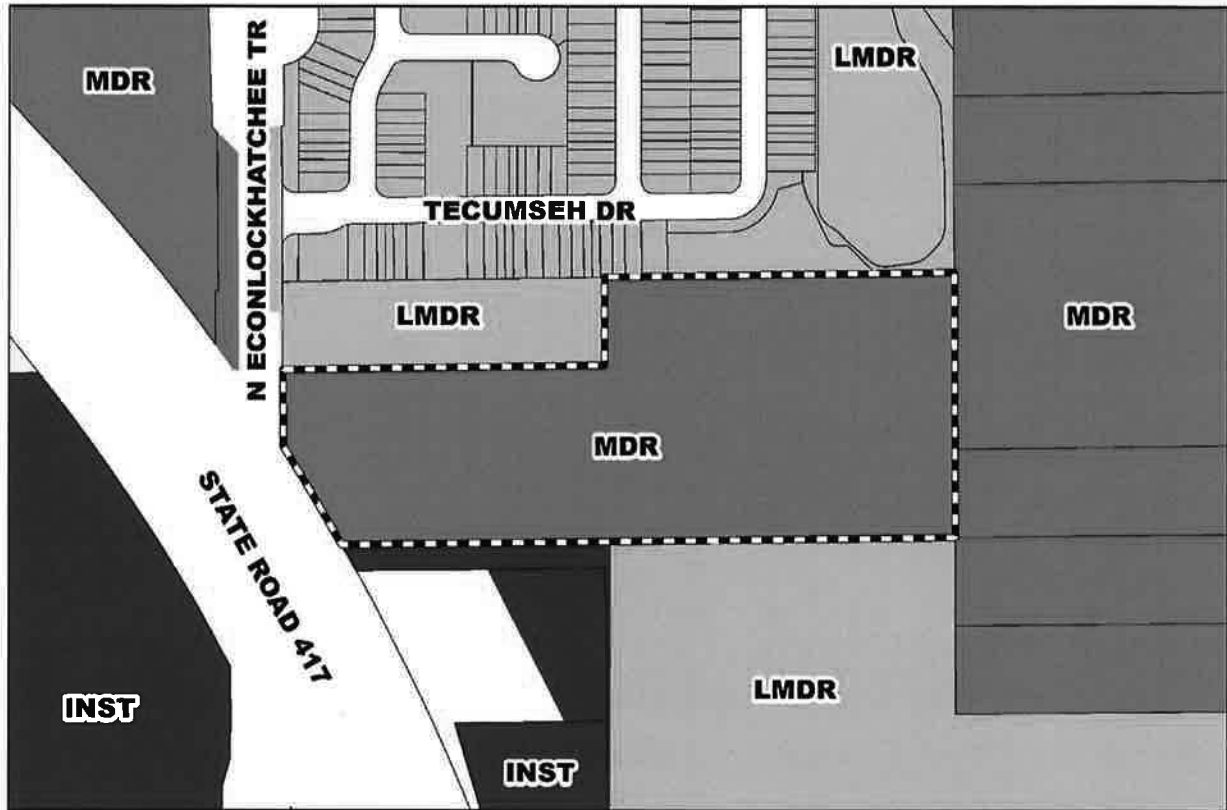 LMDR
MDR
N ECONLOCKHATCHEE TR
TECUMSEH DR
LMDR
MDR
MDR
STATE ROAD 417
LMDR
INST
INST